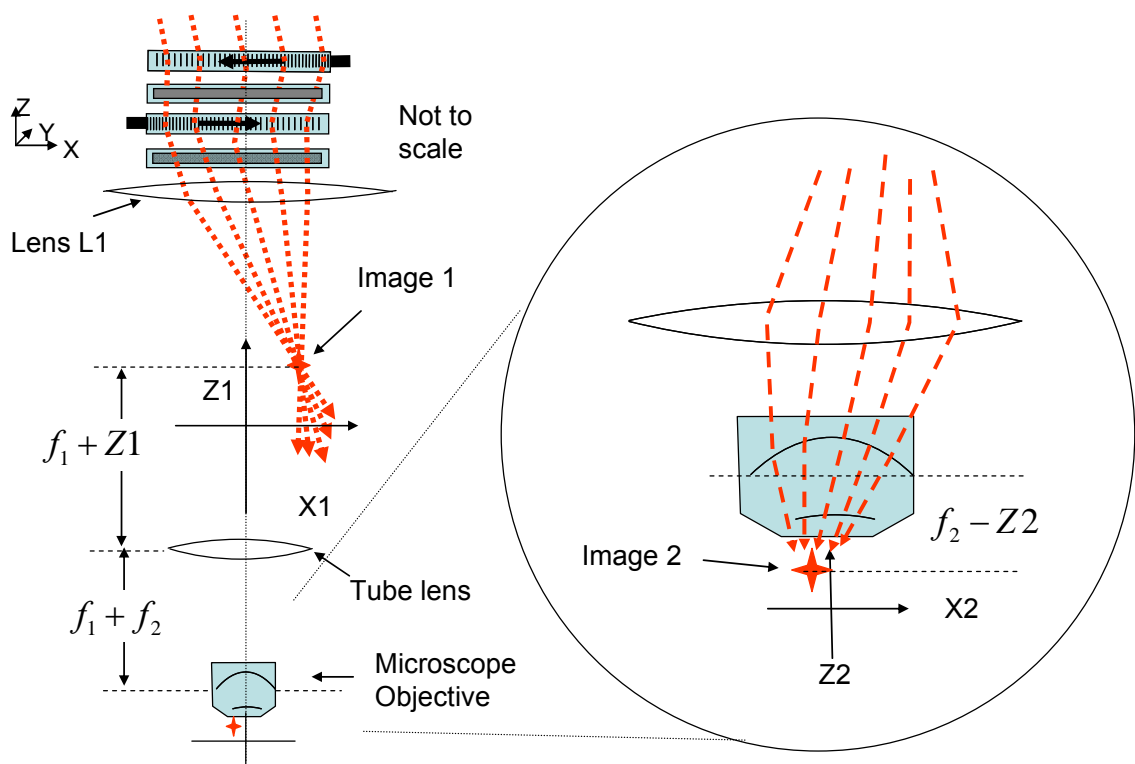 Z
Y
X
Not to
scale
Lens L1
Image 1
Z1
f₁ + Z1
X1
Tube lens
f₁ + f₂
Microscope
Objective
f₂ − Z2
Image 2
X2
Z2